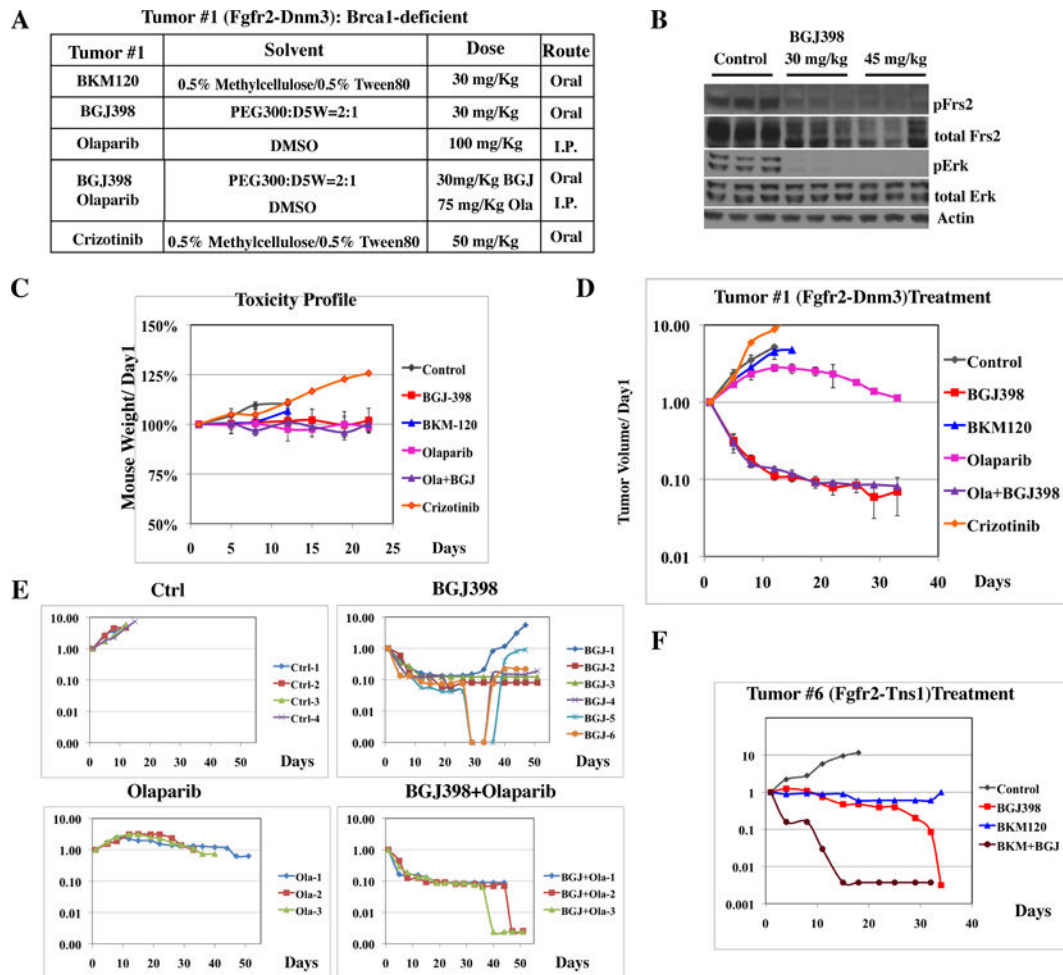 A
Tumor #1 (Fgfr2-Dnm3): Brca1-deficient
Tumor #1 Solvent Dose Route
BKM120 0.5% Methylcellulose/0.5% Tween80 30 mg/Kg Oral
BGJ398 PEG300:D5W=2:1 30 mg/Kg Oral
Olaparib DMSO 100 mg/Kg I.P.
BGJ398 PEG300:D5W=2:1 30mg/Kg BGJ Oral
Olaparib DMSO 75 mg/Kg Ola I.P.
Crizotinib 0.5% Methylcellulose/0.5% Tween80 50 mg/Kg Oral
B
BGJ398
Control 30 mg/kg 45 mg/kg
pFrs2
total Frs2
pErk
total Erk
Actin
C
Toxicity Profile
Mouse Weight/ Day1
150%
125%
100%
75%
50%
0 5 10 15 20 25
Days
Control
BGJ-398
BKM-120
Olaparib
Ola+BGJ
Crizotinib
D
Tumor #1 (Fgfr2-Dnm3)Treatment
Tumor Volume/ Day1
10.00
1.00
0.10
0.01
0 10 20 30 40
Days
Control
BGJ398
BKM120
Olaparib
Ola+BGJ398
Crizotinib
E
Ctrl
10.00
1.00
0.10
0.01
0.00
0 10 20 30 40 50
Days
Ctrl-1
Ctrl-2
Ctrl-3
Ctrl-4
BGJ398
10.00
1.00
0.10
0.01
0.00
0 10 20 30 40 50
Days
BGJ-1
BGJ-2
BGJ-3
BGJ-4
BGJ-5
BGJ-6
Olaparib
10.00
1.00
0.10
0.01
0.00
0 10 20 30 40 50
Days
Ola-1
Ola-2
Ola-3
BGJ398+Olaparib
10.00
1.00
0.10
0.01
0.00
0 10 20 30 40 50
Days
BGJ+Ola-1
BGJ+Ola-2
BGJ+Ola-3
F
Tumor #6 (Fgfr2-Tns1)Treatment
10
1
0.1
0.01
0.001
0 10 20 30 40
Days
Control
BGJ398
BKM120
BKM+BGJ